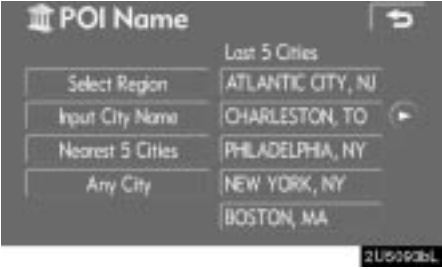 POI Name
Last 5 Cities
Select Region
ATLANTIC CITY, NJ
Input City Name
CHARLESTON, TO
Nearest 5 Cities
PHILADELPHIA, NY
Any City
NEW YORK, NY
BOSTON, MA
2U5093bL